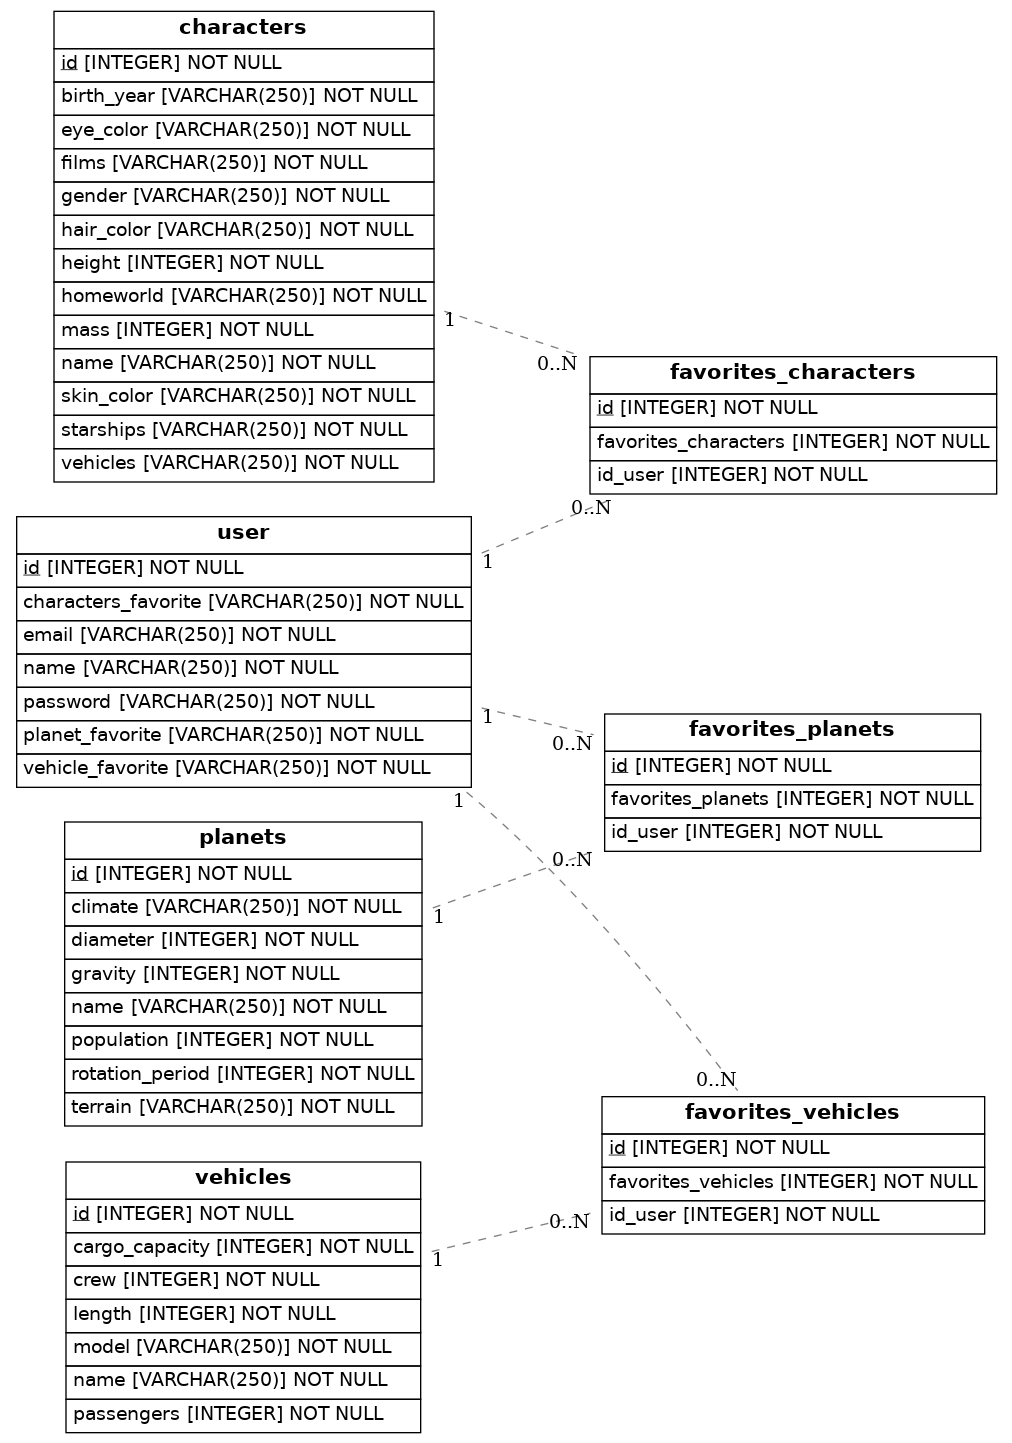 characters
id [INTEGER] NOT NULL
birth_year [VARCHAR(250)] NOT NULL
eye_color [VARCHAR(250)] NOT NULL
films [VARCHAR(250)] NOT NULL
gender [VARCHAR(250)] NOT NULL
hair_color [VARCHAR(250)] NOT NULL
height [INTEGER] NOT NULL
homeworld [VARCHAR(250)] NOT NULL
mass [INTEGER] NOT NULL
name [VARCHAR(250)] NOT NULL
skin_color [VARCHAR(250)] NOT NULL
starships [VARCHAR(250)] NOT NULL
vehicles [VARCHAR(250)] NOT NULL
1
0..N
favorites_characters
id [INTEGER] NOT NULL
favorites_characters [INTEGER] NOT NULL
id_user [INTEGER] NOT NULL
0..N
1
user
id [INTEGER] NOT NULL
characters_favorite [VARCHAR(250)] NOT NULL
email [VARCHAR(250)] NOT NULL
name [VARCHAR(250)] NOT NULL
password [VARCHAR(250)] NOT NULL
planet_favorite [VARCHAR(250)] NOT NULL
vehicle_favorite [VARCHAR(250)] NOT NULL
1
0..N
1
favorites_planets
id [INTEGER] NOT NULL
favorites_planets [INTEGER] NOT NULL
id_user [INTEGER] NOT NULL
0..N
1
planets
id [INTEGER] NOT NULL
climate [VARCHAR(250)] NOT NULL
diameter [INTEGER] NOT NULL
gravity [INTEGER] NOT NULL
name [VARCHAR(250)] NOT NULL
population [INTEGER] NOT NULL
rotation_period [INTEGER] NOT NULL
terrain [VARCHAR(250)] NOT NULL
0..N
favorites_vehicles
id [INTEGER] NOT NULL
favorites_vehicles [INTEGER] NOT NULL
id_user [INTEGER] NOT NULL
0..N
1
vehicles
id [INTEGER] NOT NULL
cargo_capacity [INTEGER] NOT NULL
crew [INTEGER] NOT NULL
length [INTEGER] NOT NULL
model [VARCHAR(250)] NOT NULL
name [VARCHAR(250)] NOT NULL
passengers [INTEGER] NOT NULL